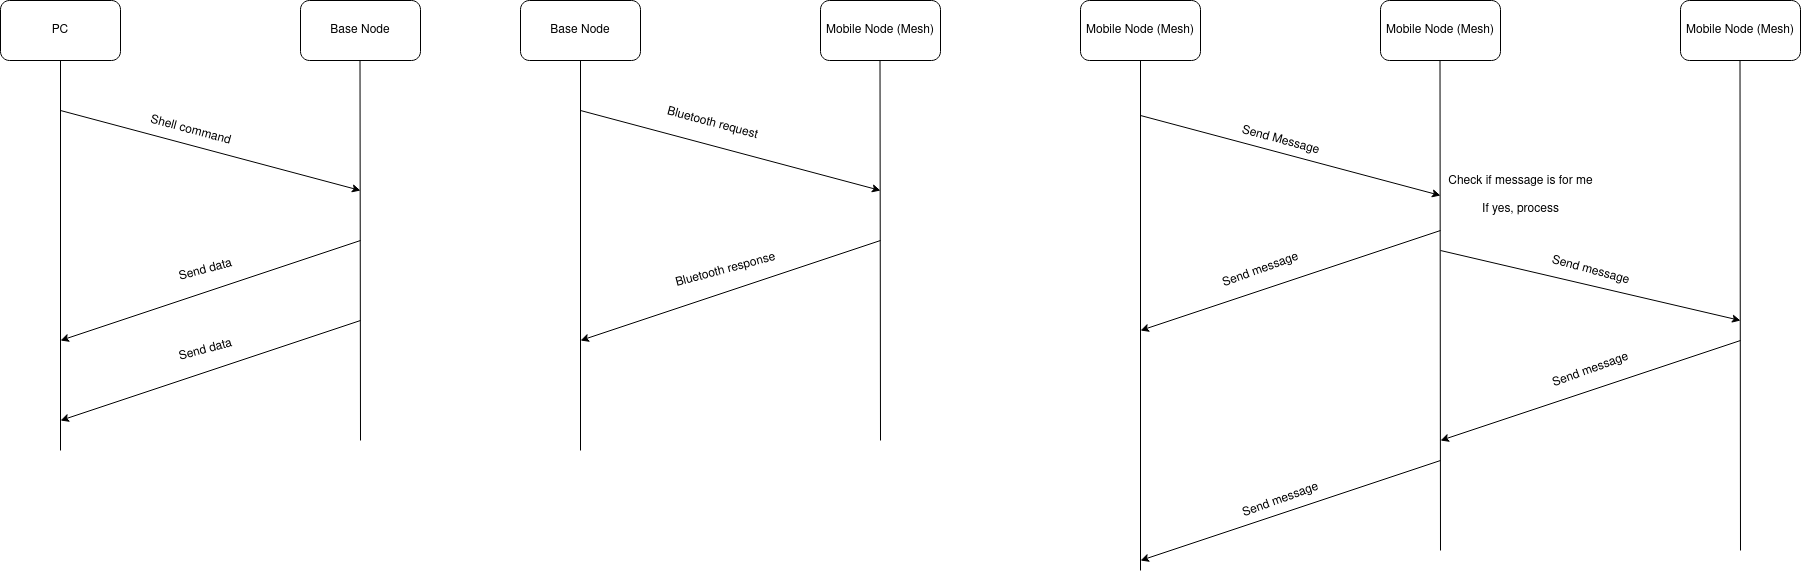 PC
Base Node
Base Node
Mobile Node (Mesh)
Mobile Node (Mesh)
Mobile Node (Mesh)
Mobile Node (Mesh)
Shell command
Send data
Send data
Bluetooth request
Bluetooth response
Send Message
Check if message is for me
If yes, process
Send message
Send message
Send message
Send message